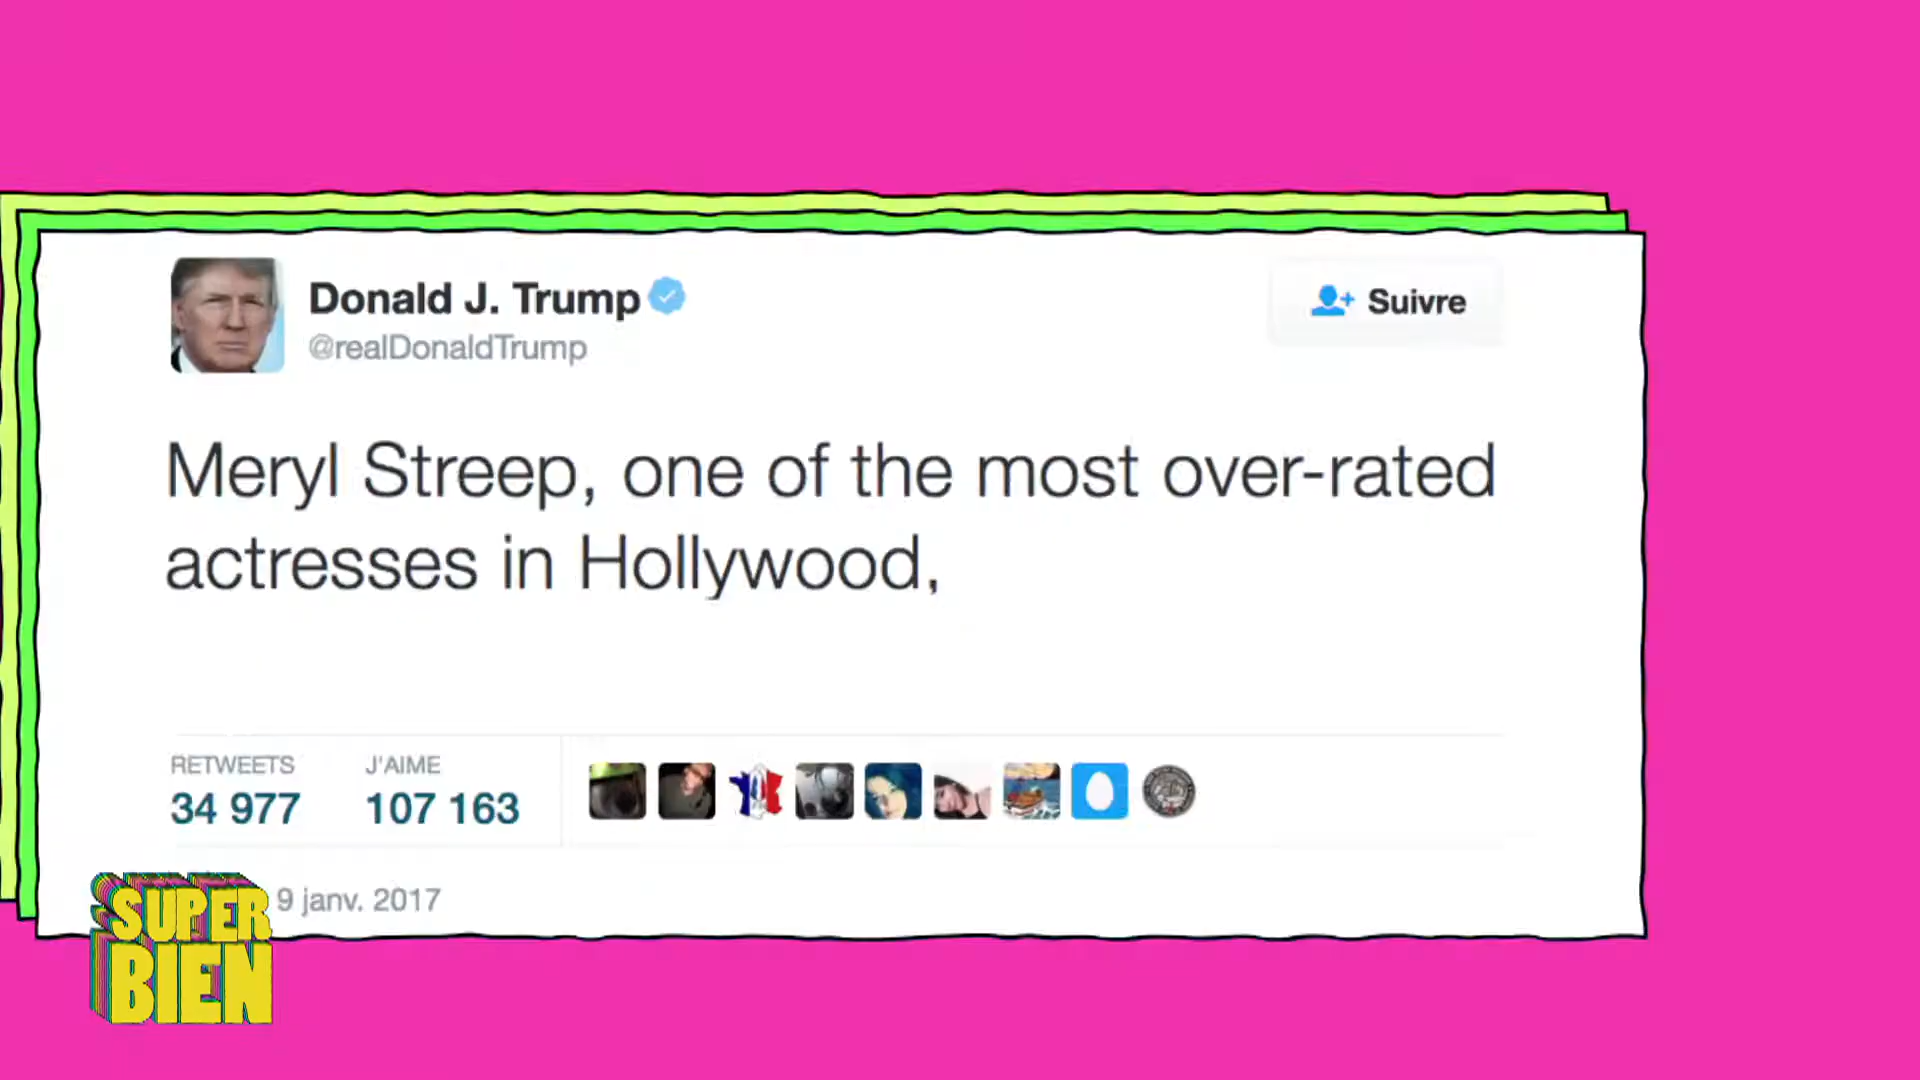 Donald J. Trump
@realDonaldTrump
Suivre
Meryl Streep, one of the most over-rated
actresses in Hollywood,
RETWEETS
34 977
J'AIME
107 163
9 janv. 2017
SUPER
BIEN